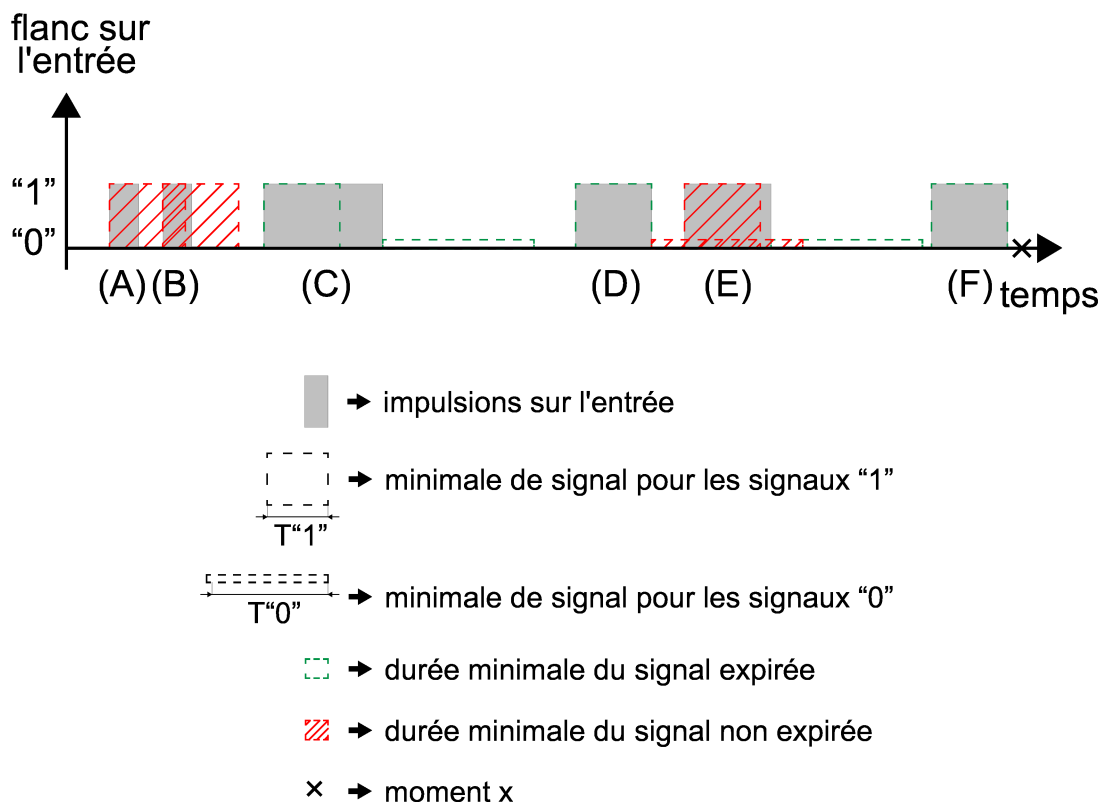 flanc sur
l'entrée
“1”
“0”
(A) (B) (C) (D) (E) (F) temps
impulsions sur l'entrée
minimale de signal pour les signaux “1”
T“1”
minimale de signal pour les signaux “0”
T“0”
durée minimale du signal expirée
durée minimale du signal non expirée
moment x